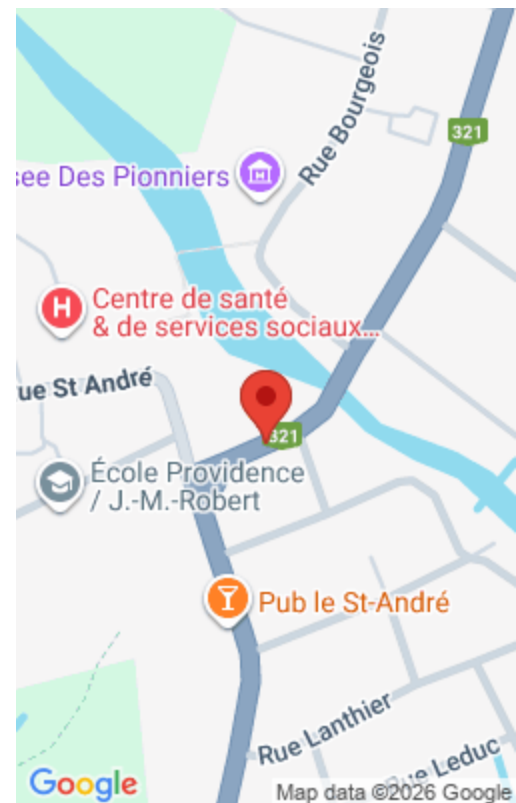 Rue Bourgeois
321
see Des Pionniers
M
H
Centre de santé
& de services sociaux...
ue St André
321
École Providence
/ J.-M.-Robert
Pub le St-André
Rue Lanthier
Rue Leduc
Google
Map data ©2026 Google